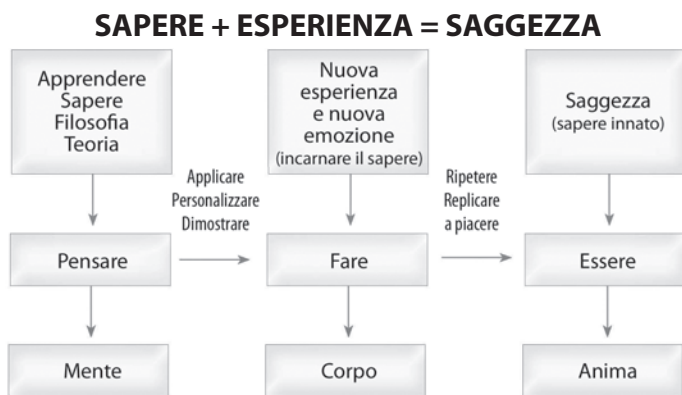 SAPERE + ESPERIENZA = SAGGEZZA
Apprendere
Sapere
Filosofia
Teoria
Nuova
esperienza
e nuova
emozione
(incarnare il sapere)
Saggezza
(sapere innato)
Applicare
Personalizzare
Dimostrare
Ripetere
Replicare
a piacere
Pensare
Fare
Essere
Mente
Corpo
Anima